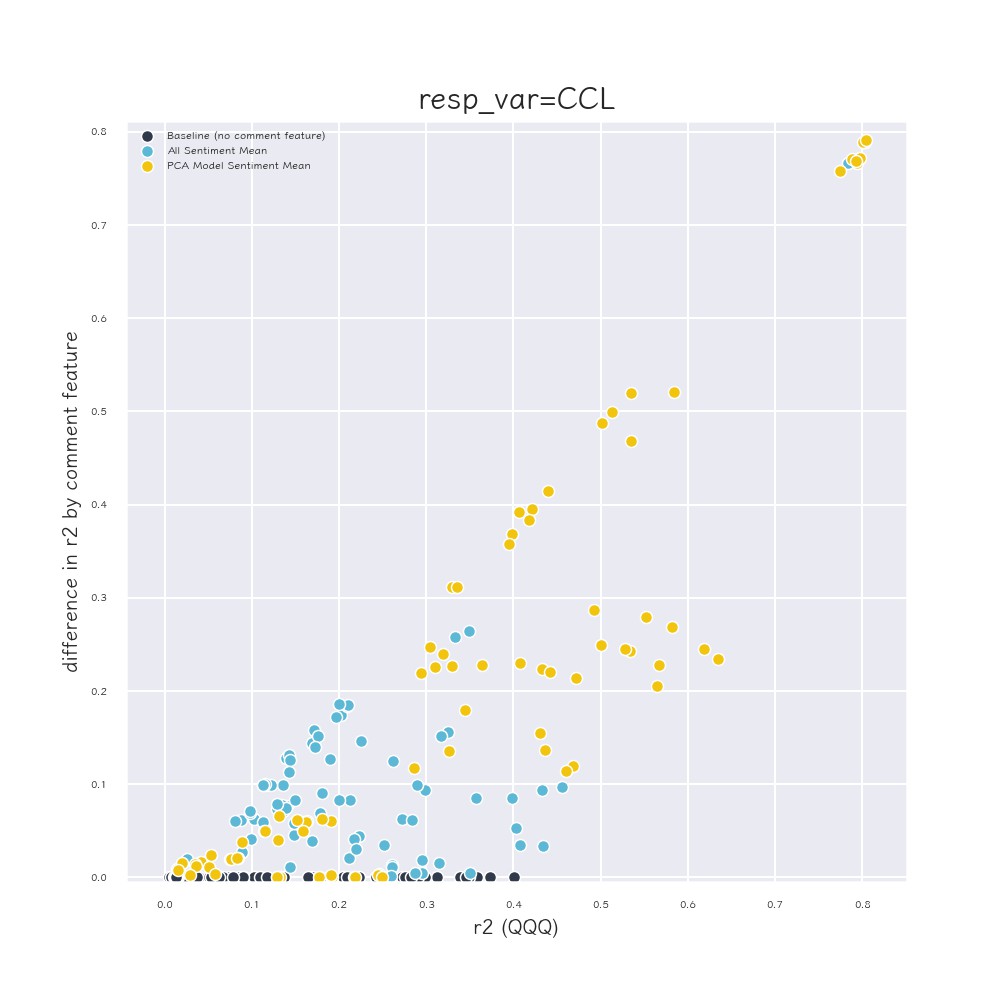 resp_var=CCL
Baseline (no comment feature)
All Sentiment Mean
PCA Model Sentiment Mean
difference in r2 by comment feature
0.8
0.7
0.6
0.5
0.4
0.3
0.2
0.1
0.0
0.0 0.1 0.2 0.3 0.4 0.5 0.6 0.7 0.8
r2 (QQQ)